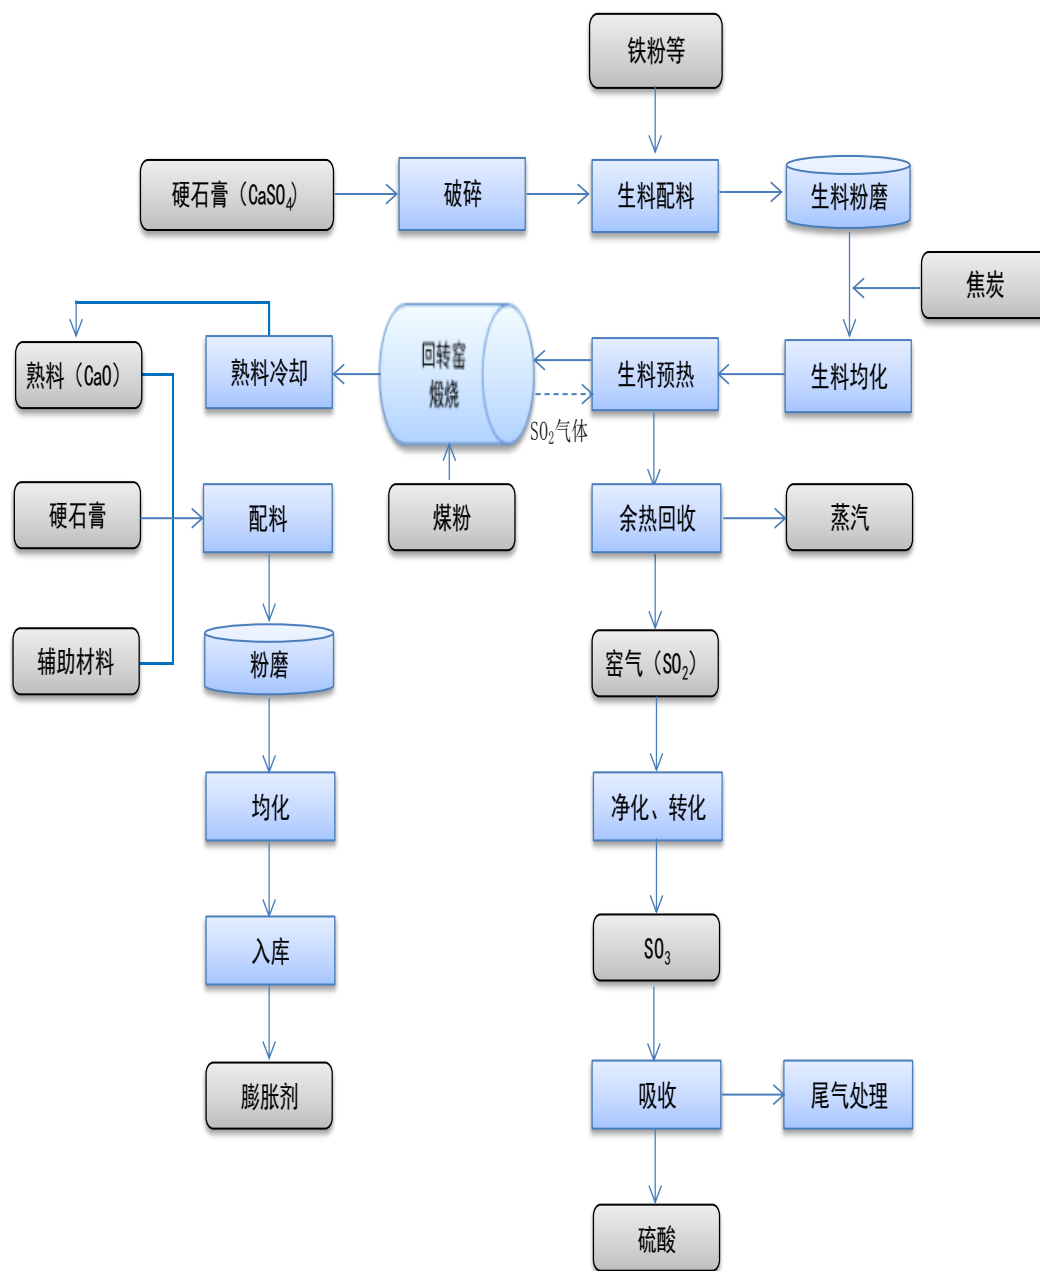 铁粉等
硬石膏（CaSO₄）
破碎
生料配料
生料粉磨
焦炭
熟料（CaO）
熟料冷却
回转窑
煅烧
生料预热
生料均化
SO₂气体
硬石膏
配料
煤粉
余热回收
蒸汽
辅助材料
粉磨
窑气（SO₂）
均化
净化、转化
入库
SO₃
膨胀剂
吸收
尾气处理
硫酸